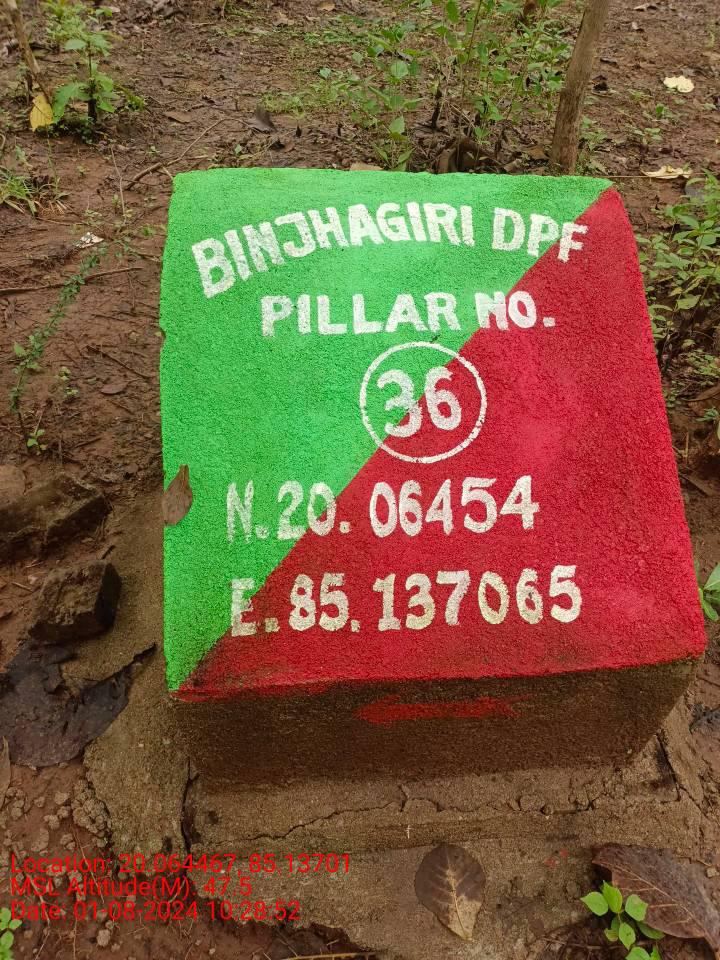 BINJHAGIRI DPF
PILLAR NO.
36
N. 20. 06454
E. 85. 137065
Location: 20.064467, 85.13701
MSL Altitude(M). 47.5
Date: 01-08-2024 10:28:52